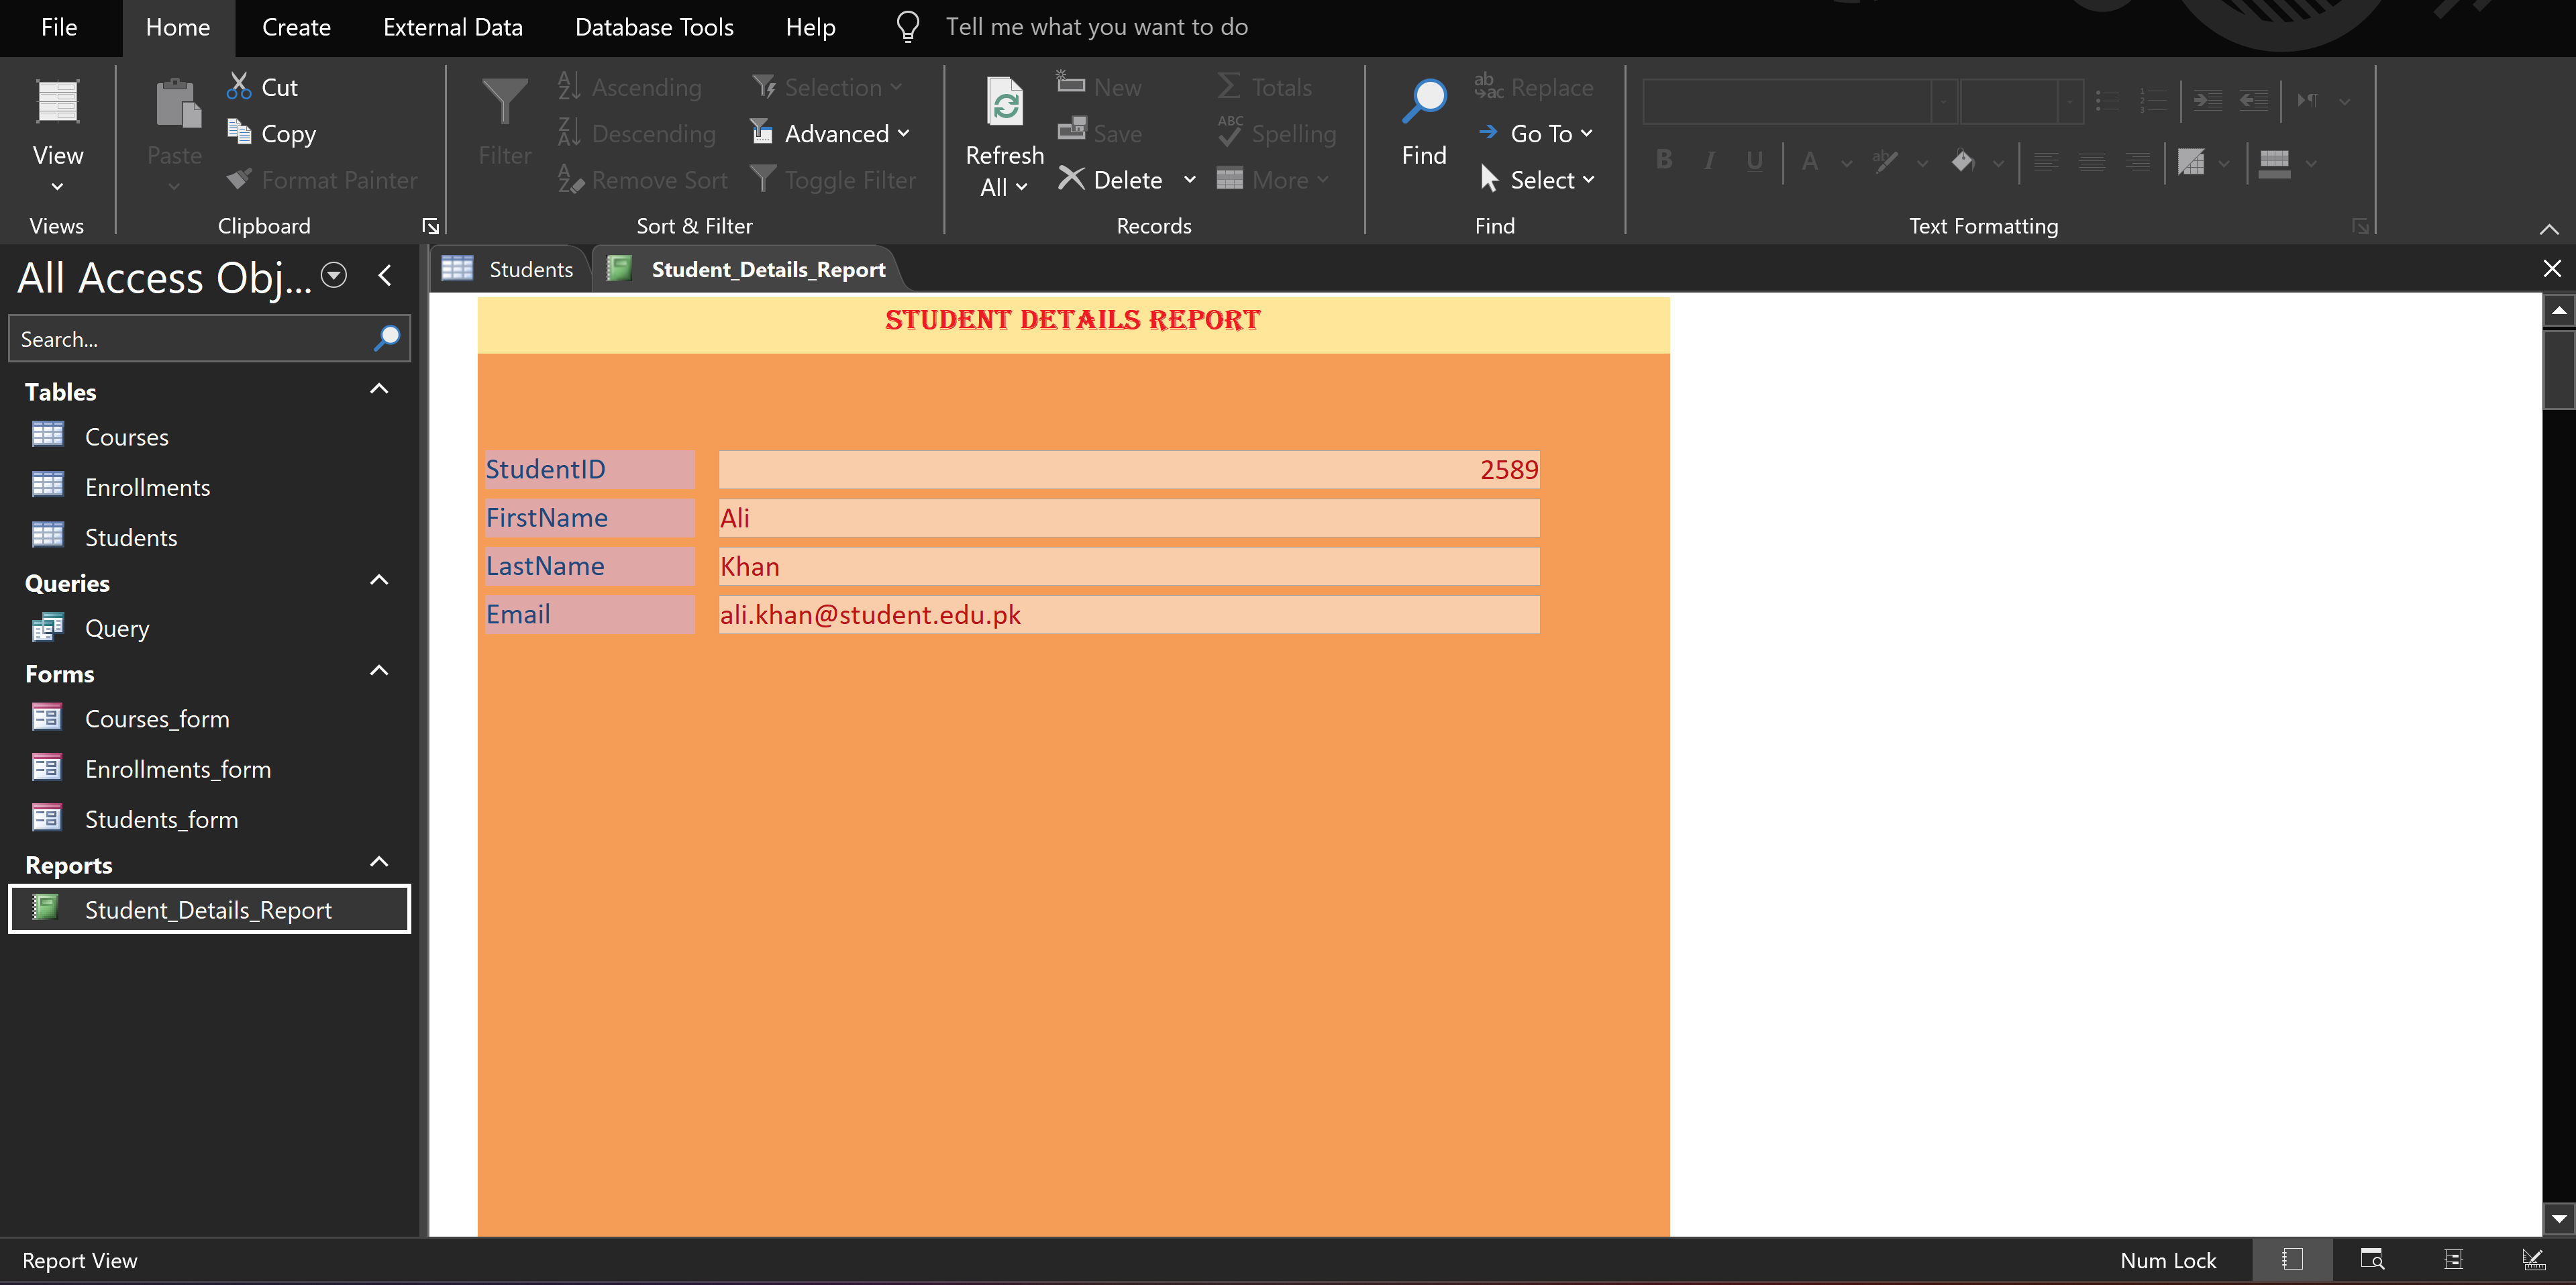 File Home Create External Data Database Tools Help Tell me what you want to do
View
Views
Paste
Cut
Copy
Format Painter
Clipboard
Filter
Ascending
Descending
Remove Sort
Selection
Advanced
Toggle Filter
Sort & Filter
Refresh
All
New
Save
Delete
Totals
Spelling
More
Records
Find
Replace
Go To
Select
Find
B I U A
Text Formatting
All Access Obj...
Search...
Tables
Courses
Enrollments
Students
Queries
Query
Forms
Courses_form
Enrollments_form
Students_form
Reports
Student_Details_Report
Students Student_Details_Report
STUDENT DETAILS REPORT
StudentID 2589
FirstName Ali
LastName Khan
Email ali.khan@student.edu.pk
Report View Num Lock